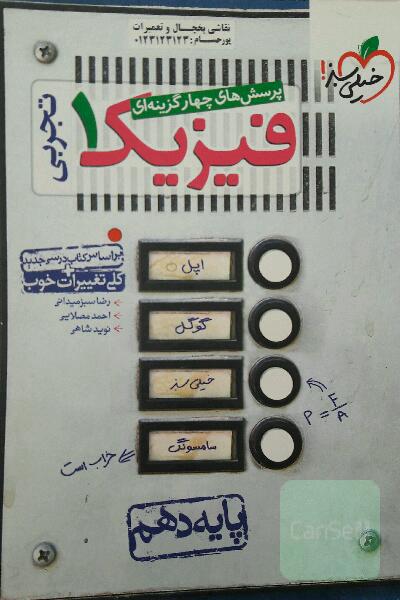 نقاشی یخچال و تعمیرات
پورحسام: ۰۱۲۳۱۲۳۱۲۳
خیلی سبز
پرسش‌های چهارگزینه‌ای
فیزیک ۱
تجربی
براساس کتاب درسی جدید
+
کلی تغییرات خوب
رضا سبزمیدانی
احمد مصلایی
نوید شاهی
اپل
گوگل
خیلی سبز
سامسونگ
خراب است
P = F/A
پایه دهم